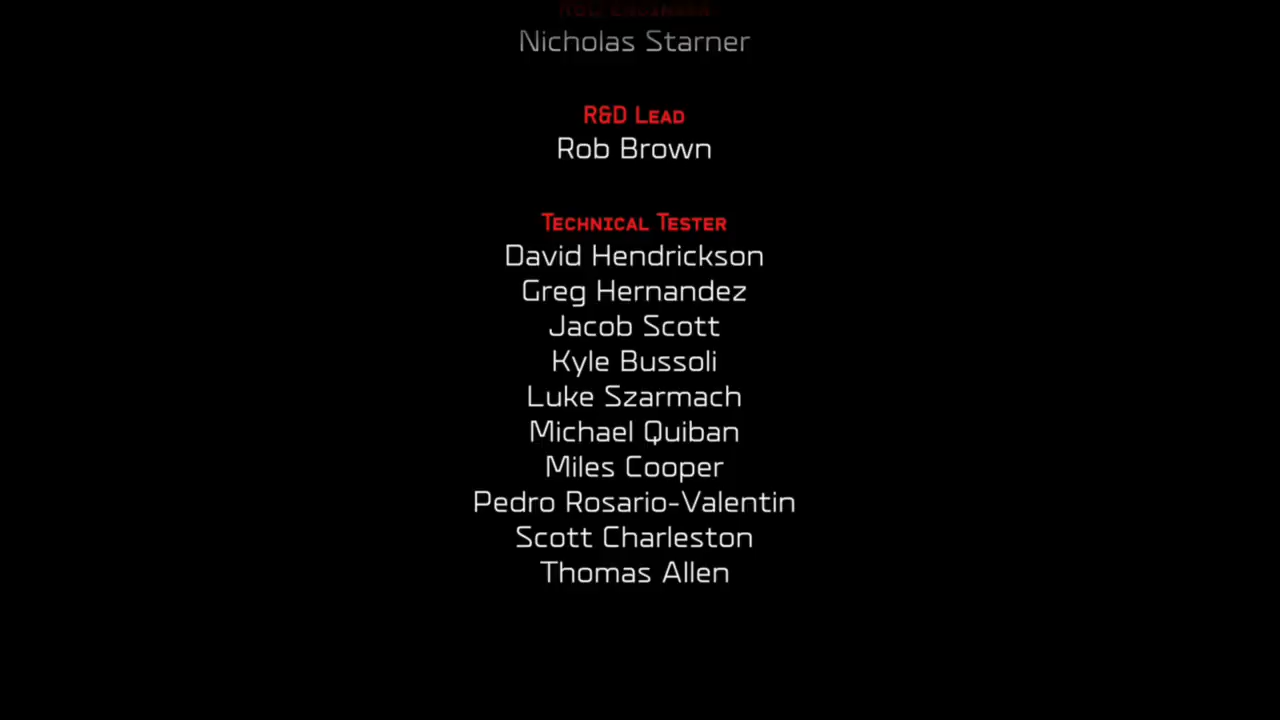 Nicholas Starner
R&D Lead
Rob Brown
Technical Tester
David Hendrickson
Greg Hernandez
Jacob Scott
Kyle Bussoli
Luke Szarmach
Michael Quiban
Miles Cooper
Pedro Rosario-Valentin
Scott Charleston
Thomas Allen